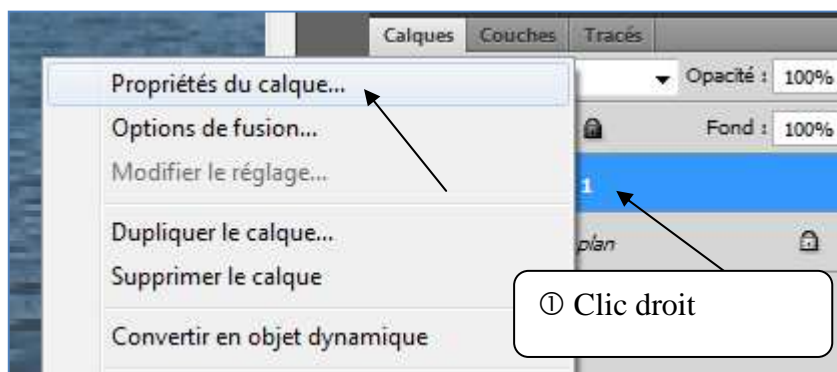 Calques Couches Tracés
Propriétés du calque...
Opacité : 100%
Options de fusion...
Fond : 100%
Modifier le réglage...
1
Dupliquer le calque...
plan
Supprimer le calque
① Clic droit
Convertir en objet dynamique